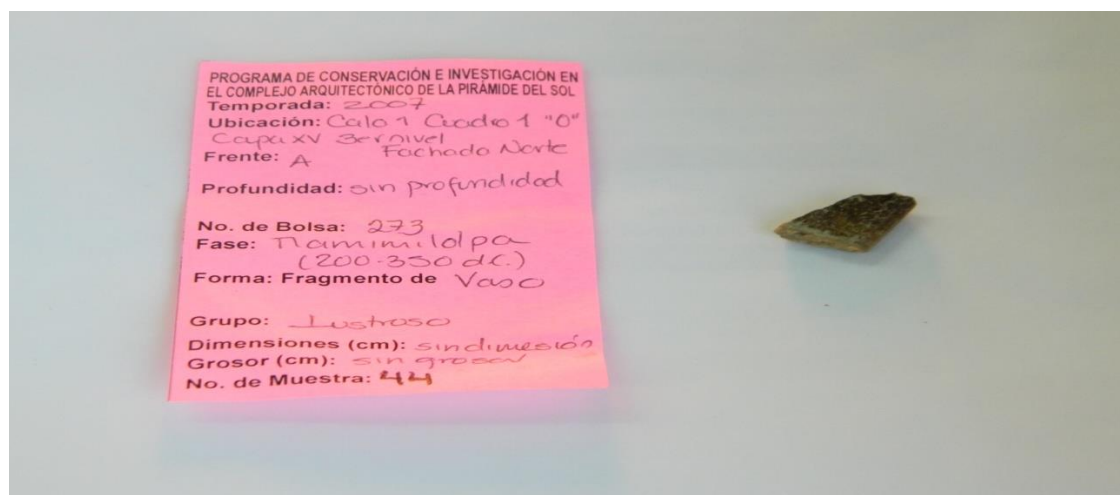 PROGRAMA DE CONSERVACIÓN E INVESTIGACIÓN EN
EL COMPLEJO ARQUITECTÓNICO DE LA PIRÁMIDE DEL SOL
Temporada: 2007
Ubicación: Cala 1 Cuadro 1 "O"
Capa XV 3er nivel
Frente: A Fachada Norte
Profundidad: sin profundidad
No. de Bolsa: 273
Fase: Tlamimilolpa
(200-350 d.C.)
Forma: Fragmento de Vaso
Grupo: Lustroso
Dimensiones (cm): sin dimesión
Grosor (cm): sin grosor
No. de Muestra: 44